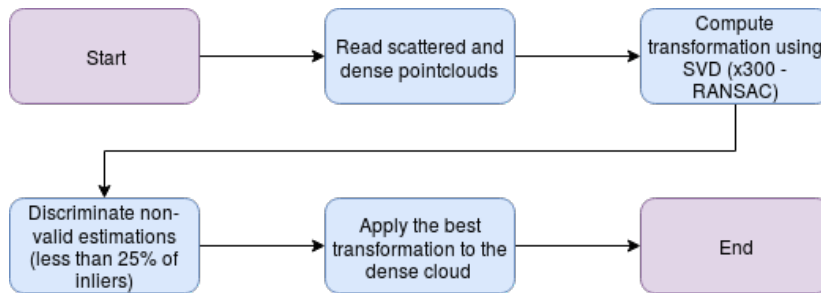 Start
Read scattered and
dense pointclouds
Compute
transformation using
SVD (x300 -
RANSAC)
Discriminate non-
valid estimations
(less than 25% of
inliers)
Apply the best
transformation to the
dense cloud
End